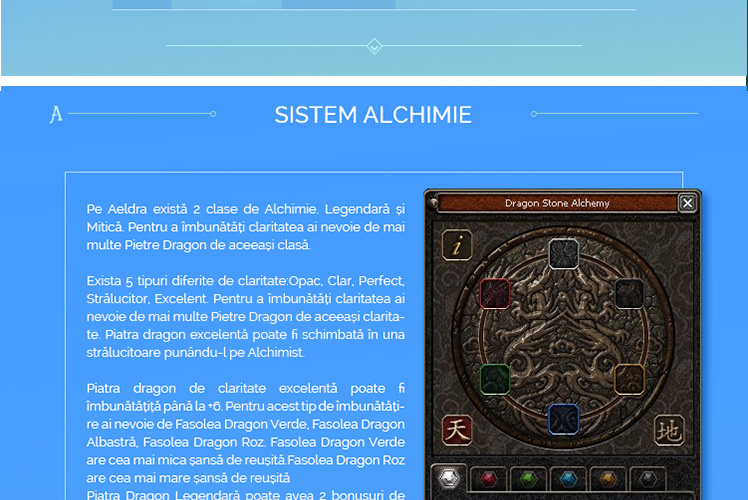 SISTEM ALCHIMIE
Pe Aeldra există 2 clase de Alchimie. Legendară și
Mitică. Pentru a îmbunătăți claritatea ai nevoie de mai
multe Pietre Dragon de aceeași clasă.
Exista 5 tipuri diferite de claritate:Opac, Clar, Perfect,
Strălucitor, Excelent. Pentru a îmbunătăți claritatea ai
nevoie de mai multe Pietre Dragon de aceeași clarita-
te. Piatra dragon excelentă poate fi schimbată în una
strălucitoare punându-l pe Alchimist.
Piatra dragon de claritate excelentă poate fi
îmbunătățită până la +6. Pentru acest tip de îmbunătăți-
re ai nevoie de Fasolea Dragon Verde, Fasolea Dragon
Albastră, Fasolea Dragon Roz. Fasolea Dragon Verde
are cea mai mica șansă de reușită.Fasolea Dragon Roz
are cea mai mare șansă de reușită
Piatra Dragon Legendară poate avea 2 bonusuri de
Dragon Stone Alchemy
i
天
地